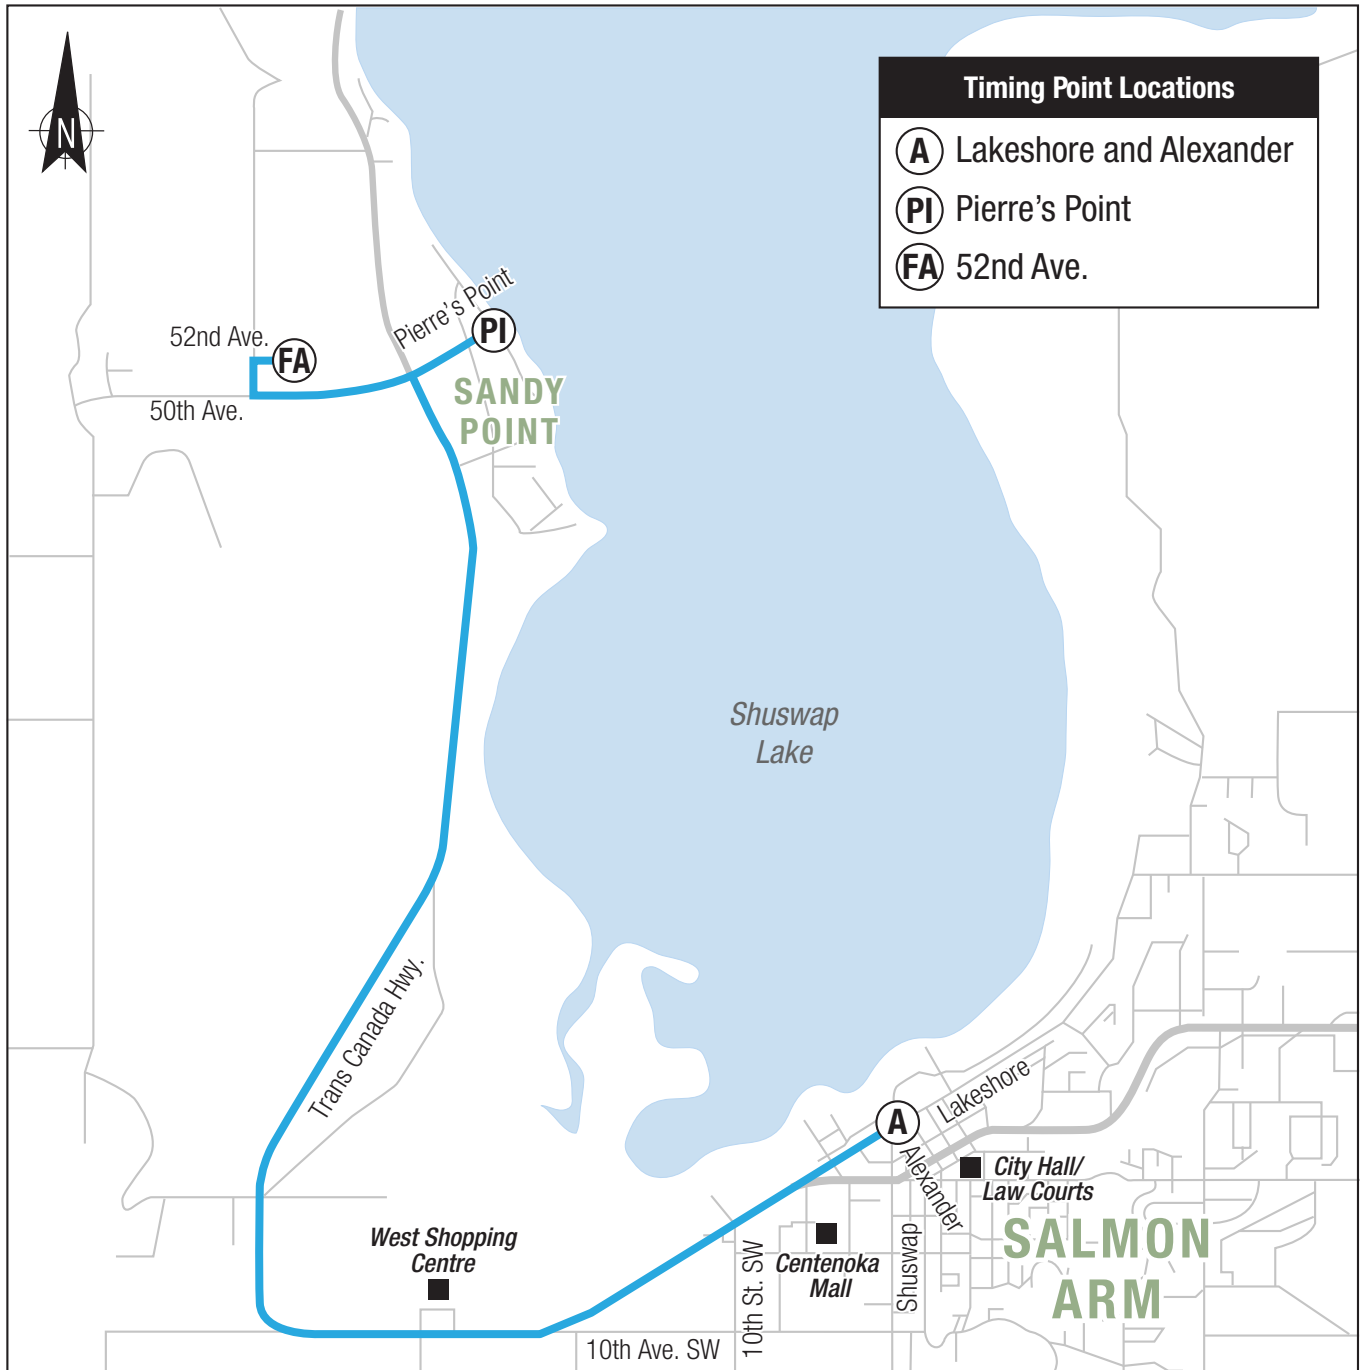 N
Timing Point Locations
A Lakeshore and Alexander
PI Pierre's Point
FA 52nd Ave.
Pierre's Point
PI
52nd Ave.
FA
50th Ave.
SANDY
POINT
Shuswap
Lake
Trans Canada Hwy.
Lakeshore
A
Alexander
City Hall/
Law Courts
West Shopping
Centre
10th St. SW
Centenoka
Mall
Shuswap
SALMON
ARM
10th Ave. SW